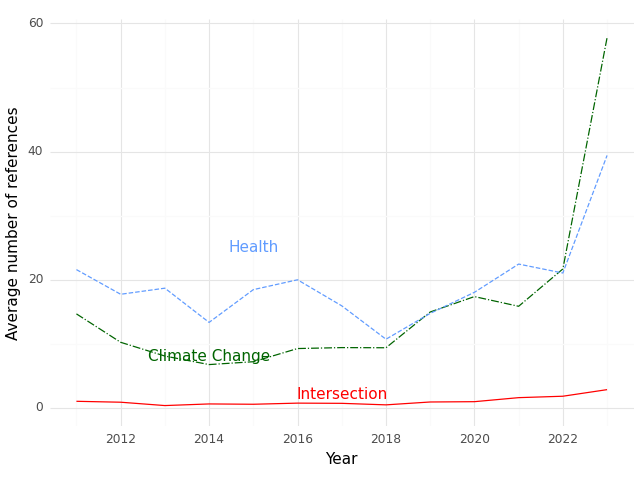 60
40
20
0
Average number of references
Health
Climate Change
Intersection
2012 2014 2016 2018 2020 2022
Year